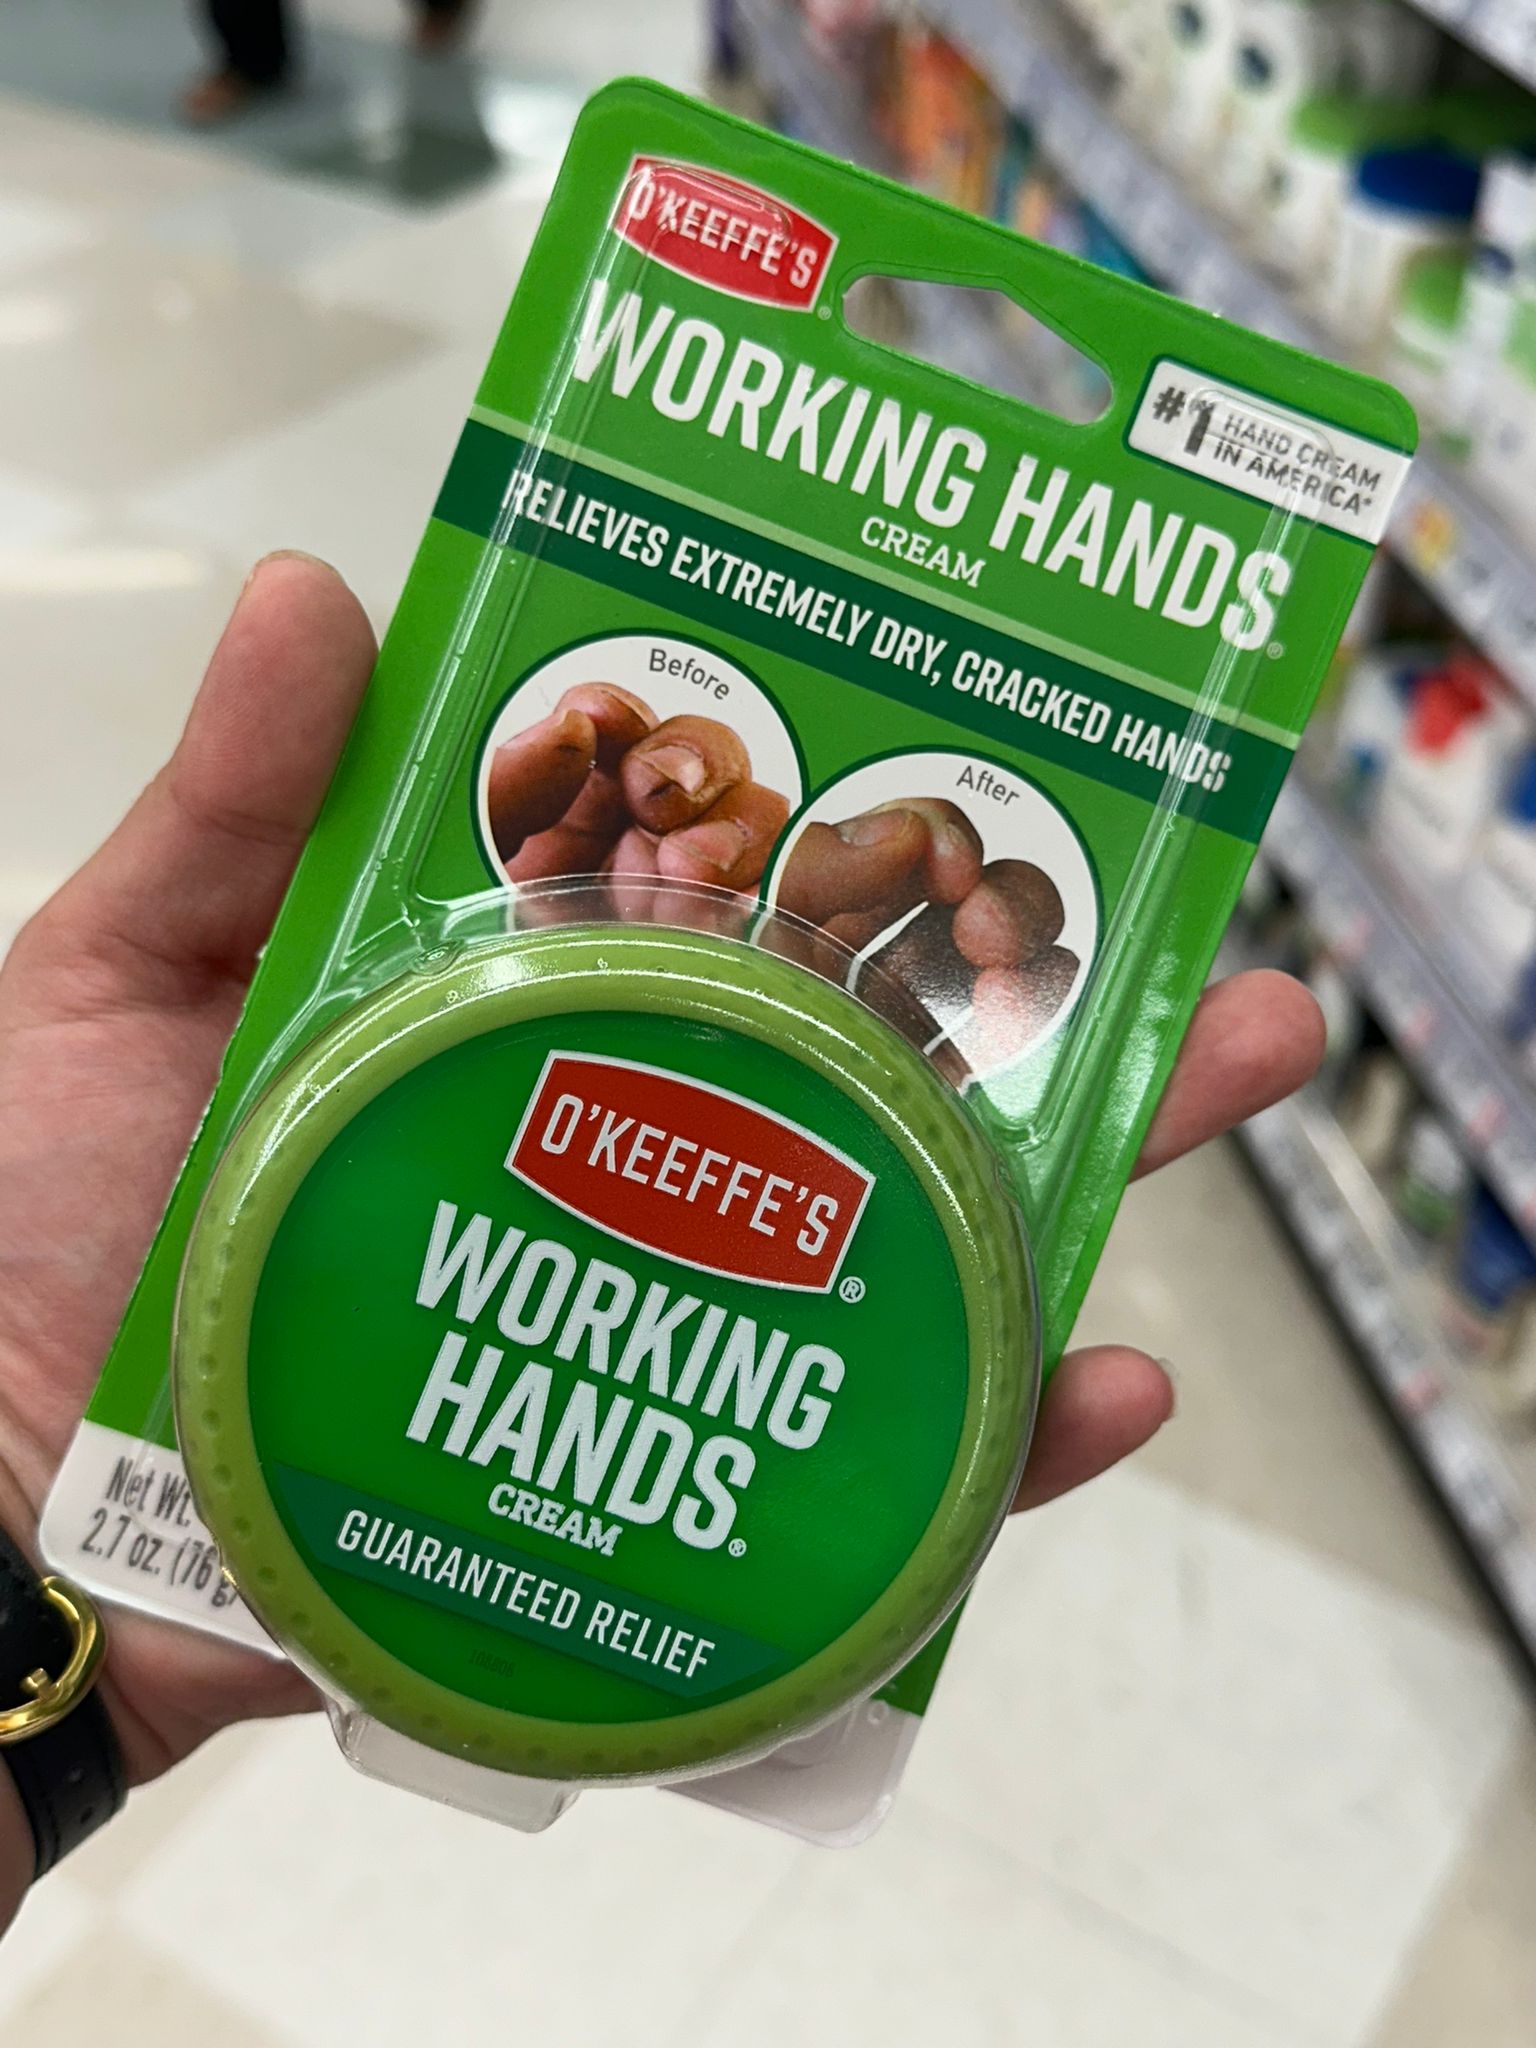 O'KEEFFE'S®
WORKING HANDS®
CREAM
#1 HAND CREAM
IN AMERICA*
RELIEVES EXTREMELY DRY, CRACKED HANDS
Before
After
O'KEEFFE'S®
WORKING
HANDS®
CREAM
GUARANTEED RELIEF
Net Wt.
2.7 oz. (76 g)